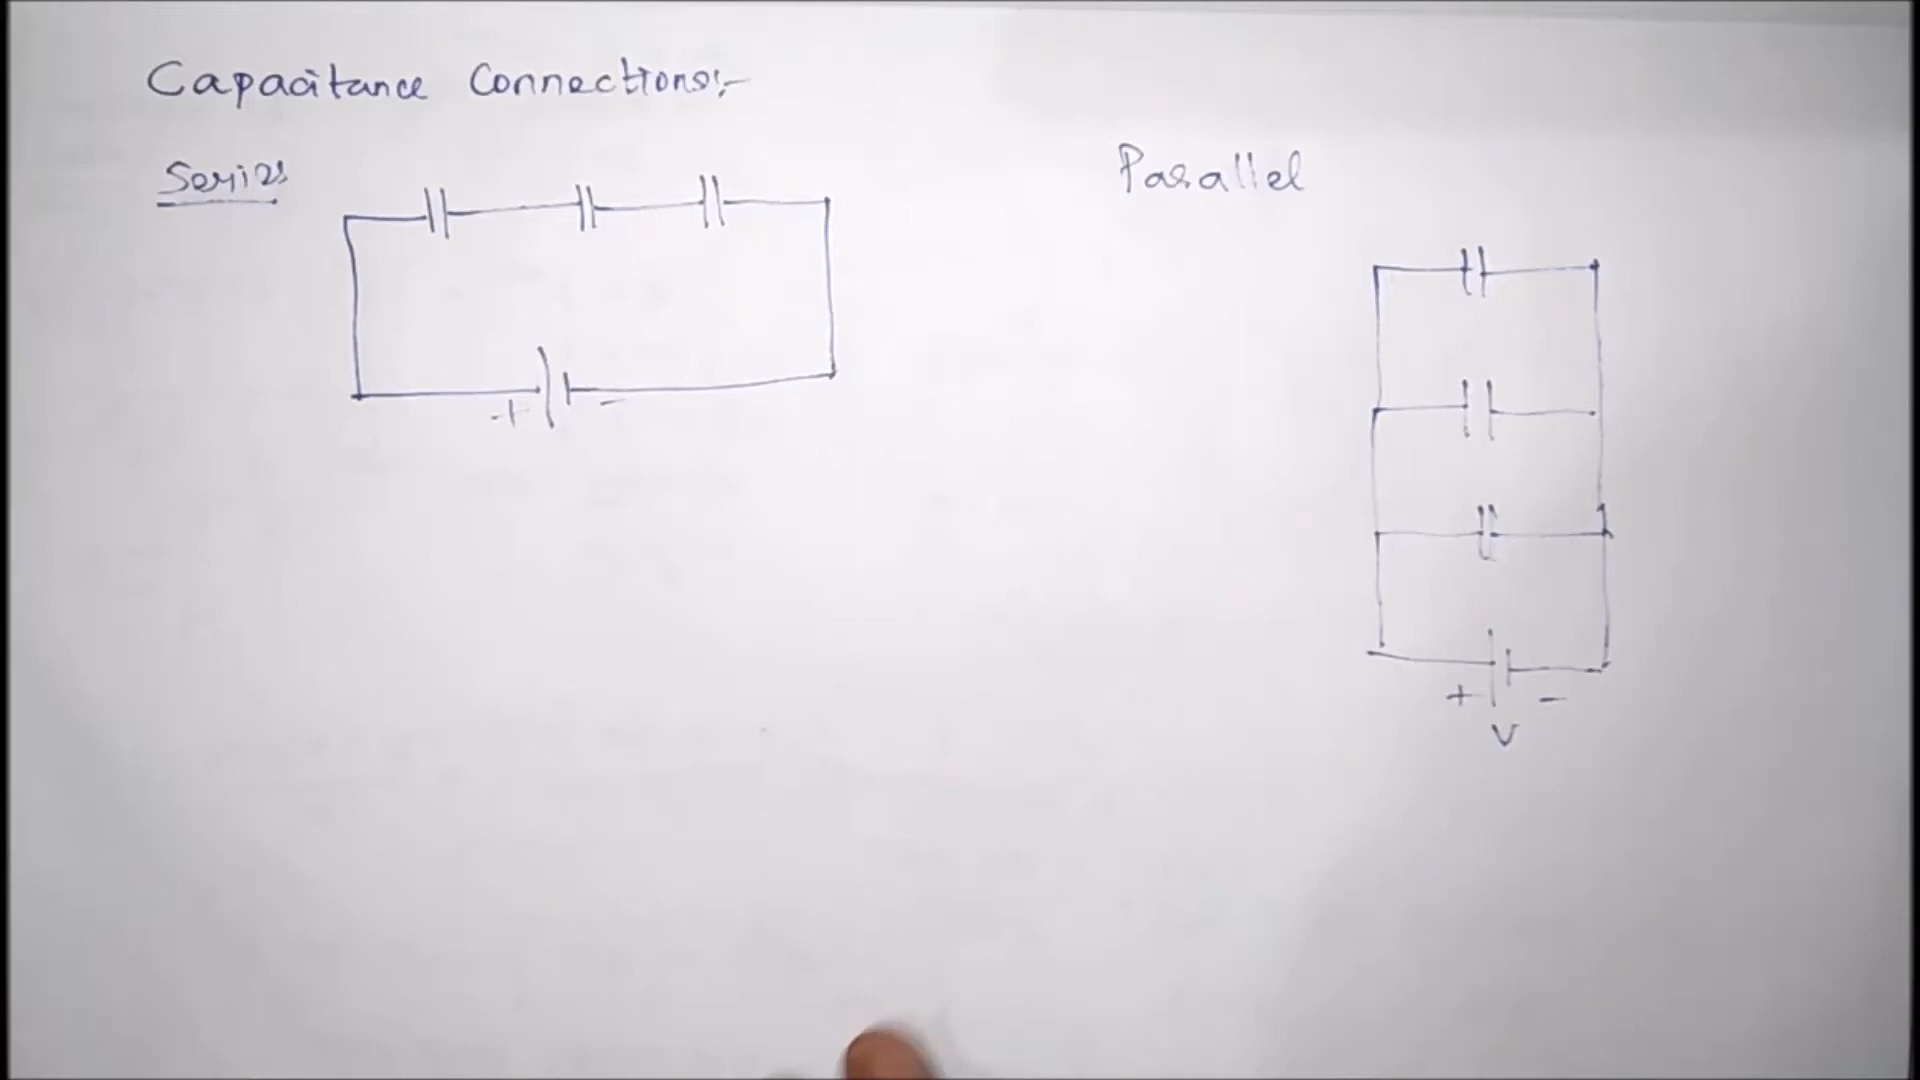 Capacitance Connections:-
Series
Parallel
+ -
+ -
V